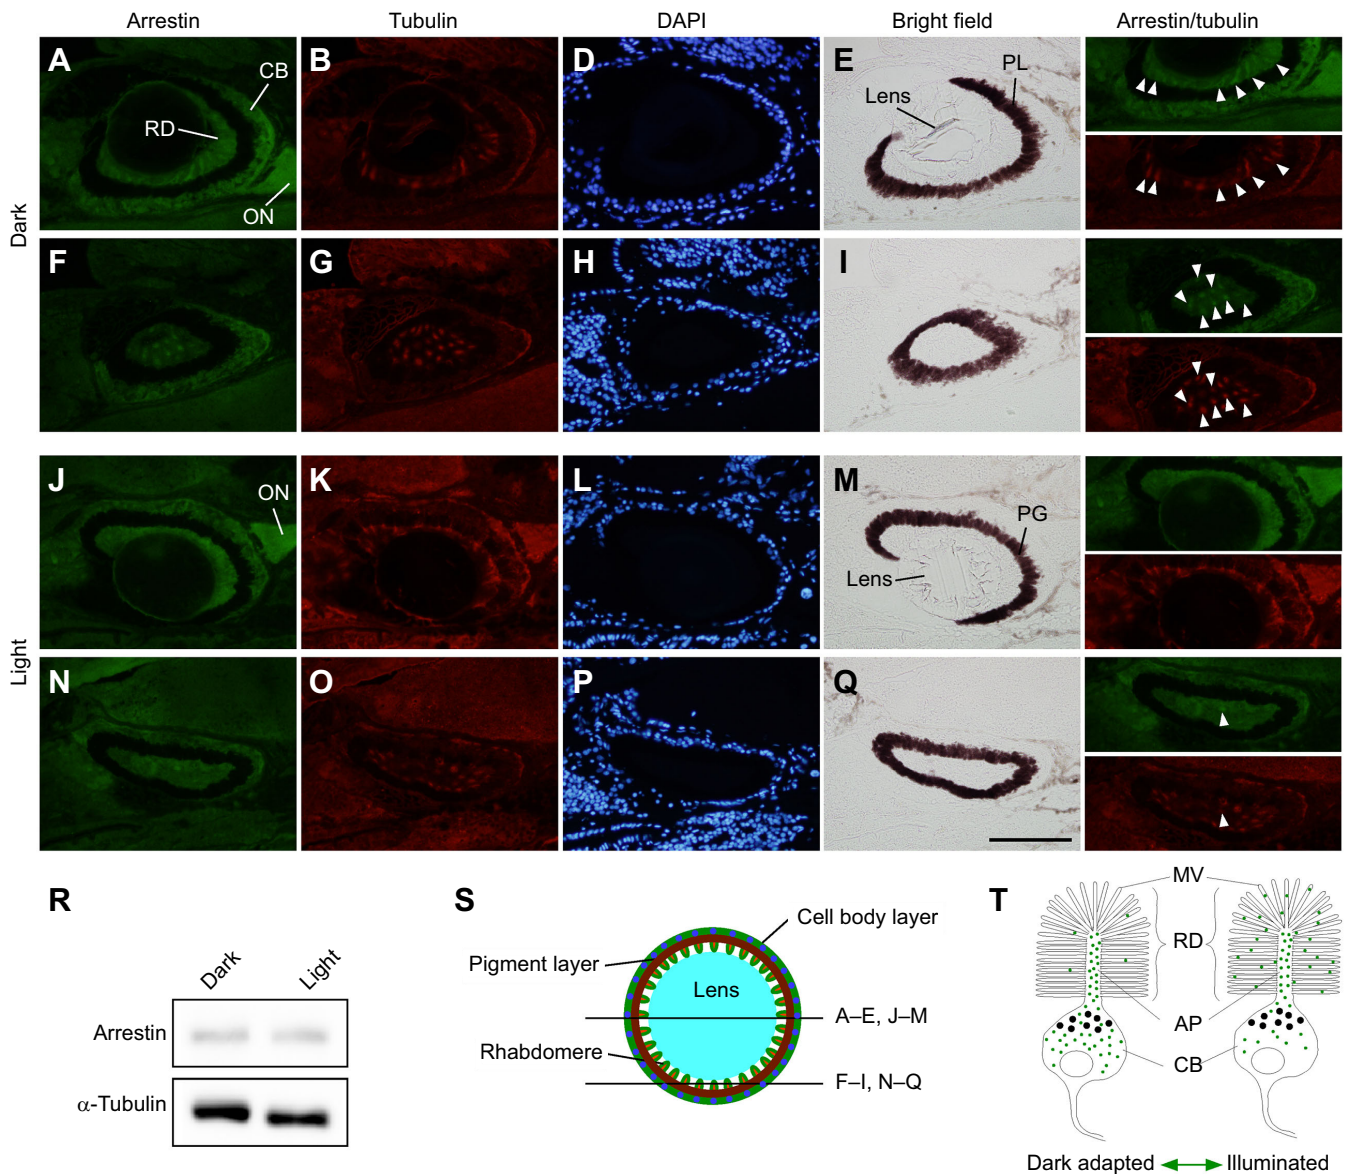 Arrestin Tubulin DAPI Bright field Arrestin/tubulin
Dark
A CB RD ON B D E PL Lens
F G H I
Light
J ON K L M PG Lens
N O P Q
R
Dark Light
Arrestin
α-Tubulin
S
Cell body layer
Pigment layer
Lens
A–E, J–M
Rhabdomere
F–I, N–Q
T
MV
RD
AP
CB
Dark adapted Illuminated